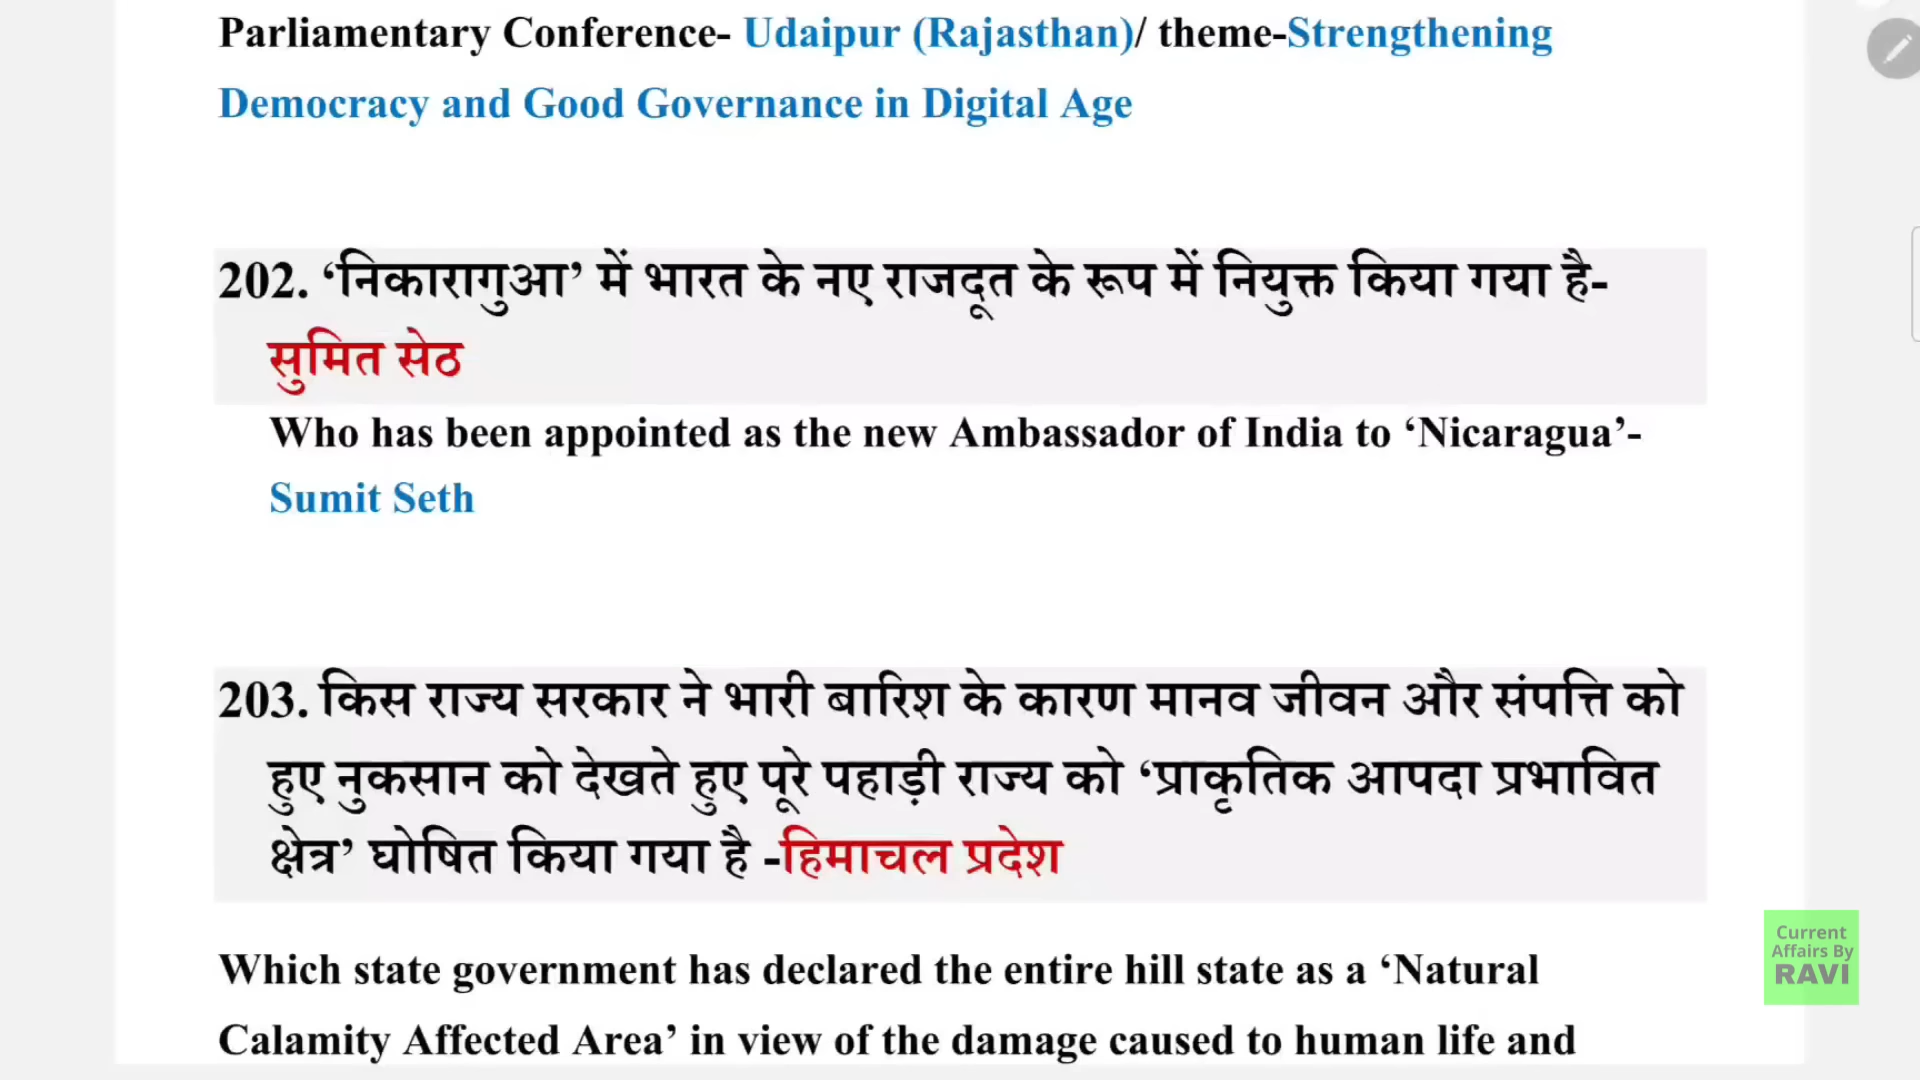 Parliamentary Conference- Udaipur (Rajasthan)/ theme-Strengthening
Democracy and Good Governance in Digital Age
202. ‘निकारागुआ’ में भारत के नए राजदूत के रूप में नियुक्त किया गया है-
सुमित सेठ
Who has been appointed as the new Ambassador of India to ‘Nicaragua’-
Sumit Seth
203. किस राज्य सरकार ने भारी बारिश के कारण मानव जीवन और संपत्ति को
हुए नुकसान को देखते हुए पूरे पहाड़ी राज्य को ‘प्राकृतिक आपदा प्रभावित
क्षेत्र’ घोषित किया गया है -हिमाचल प्रदेश
Which state government has declared the entire hill state as a ‘Natural
Calamity Affected Area’ in view of the damage caused to human life and
Current
Affairs By
RAVI